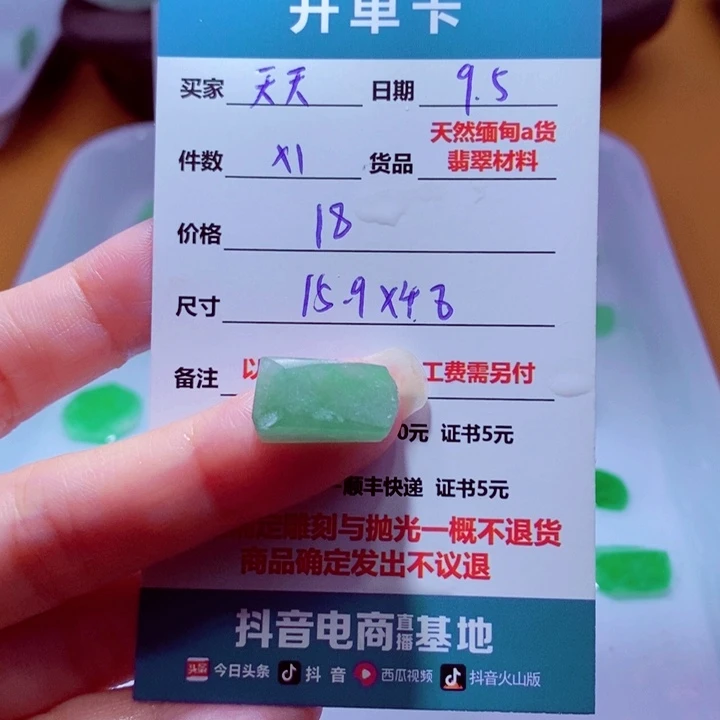 开单卡
买家 天天 日期 9.5
天然缅甸a货
件数 X1 货品 翡翠材料
价格 18
尺寸 15.9X4.8
备注 以 工费需另付
0元 证书5元
顺丰快递 证书5元
雕刻与抛光一概不退货
商品确定发出不议退
抖音电商直播基地
头条 今日头条 抖音 西瓜视频 抖音火山版